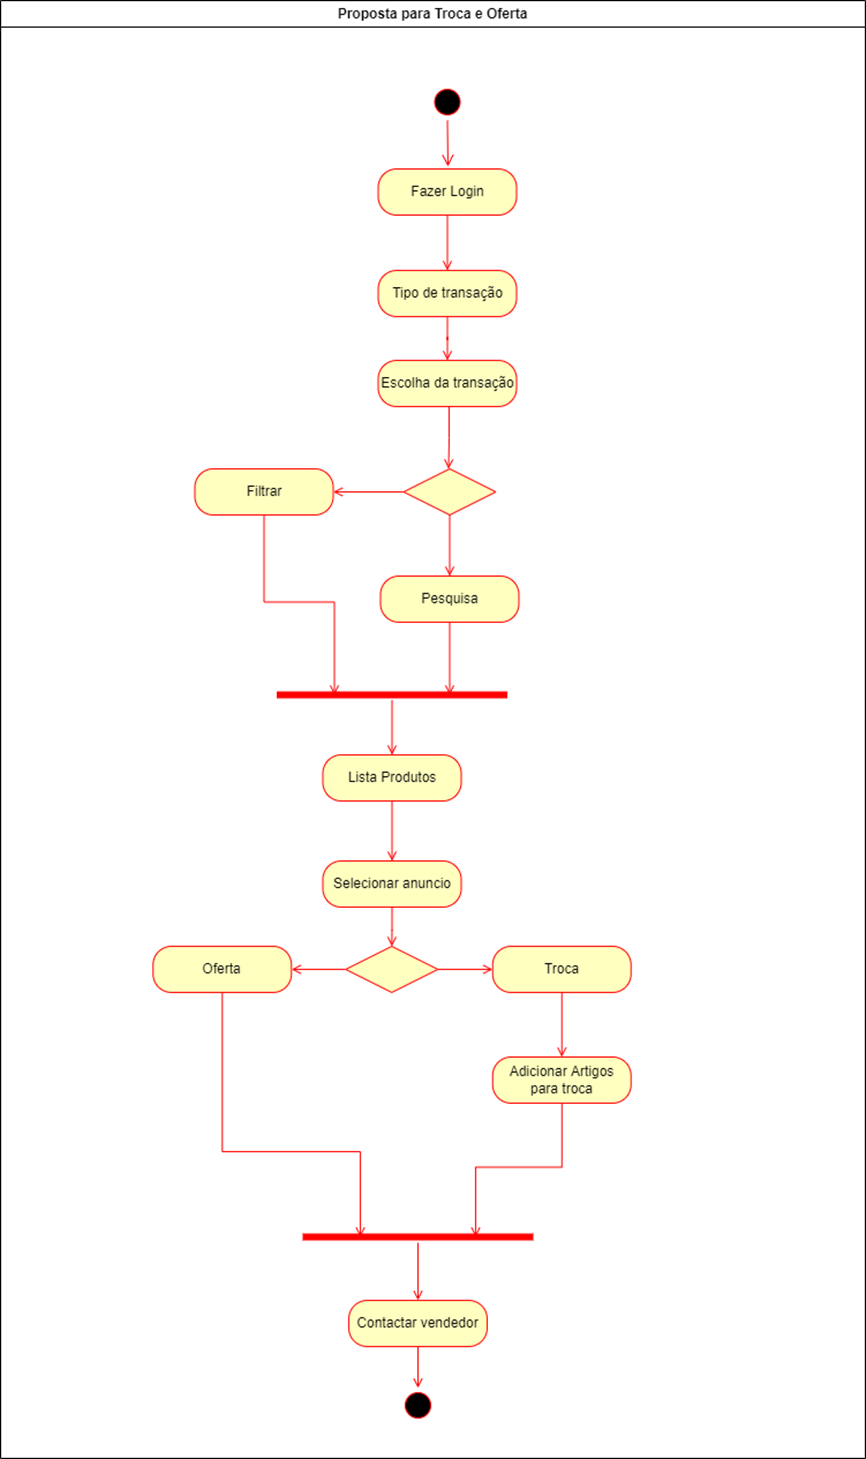 Proposta para Troca e Oferta
Fazer Login
Tipo de transação
Escolha da transação
Filtrar
Pesquisa
Lista Produtos
Selecionar anuncio
Oferta
Troca
Adicionar Artigos
para troca
Contactar vendedor